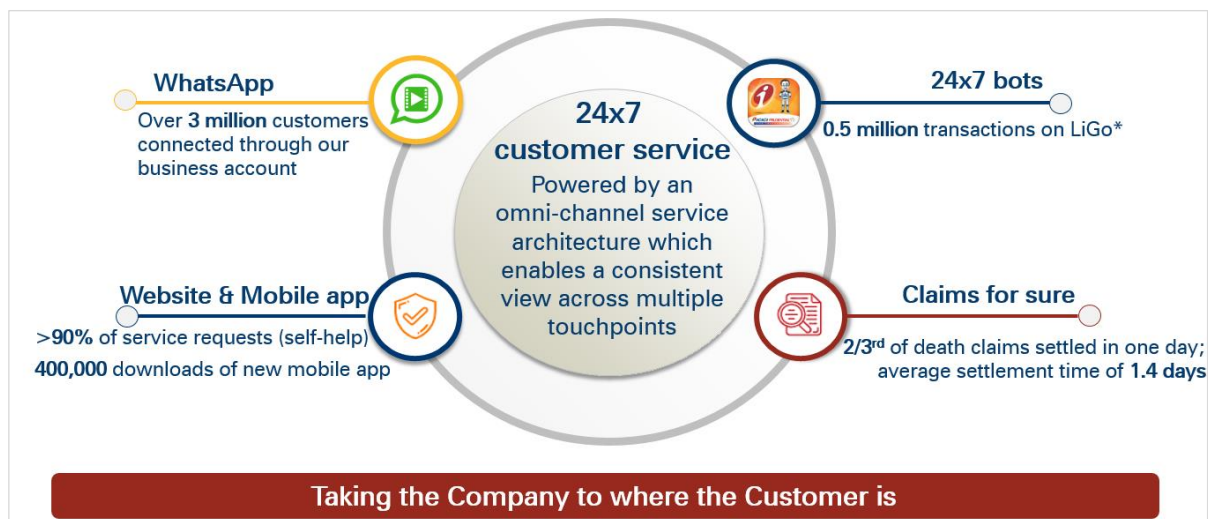 WhatsApp
Over 3 million customers
connected through our
business account
24x7
customer service
Powered by an
omni-channel service
architecture which
enables a consistent
view across multiple
touchpoints
24x7 bots
0.5 million transactions on LiGo*
Website & Mobile app
>90% of service requests (self-help)
400,000 downloads of new mobile app
Claims for sure
2/3rd of death claims settled in one day;
average settlement time of 1.4 days
Taking the Company to where the Customer is